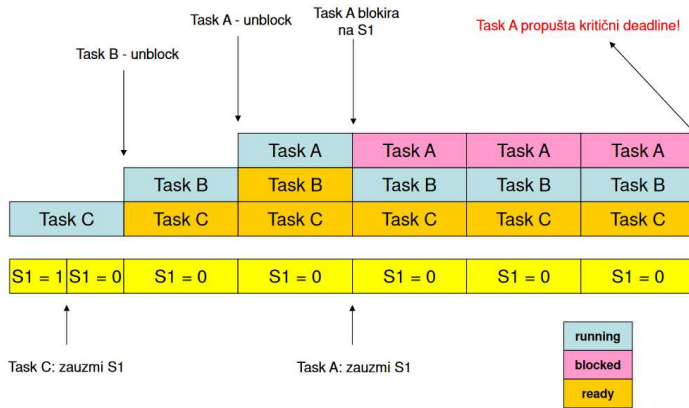 Task A blokira
na S1
Task A - unblock
Task A propušta kritični deadline!
Task B - unblock
Task A Task A Task A Task A
Task B Task B Task B Task B Task B
Task C Task C Task C Task C Task C Task C
S1 = 1 S1 = 0 S1 = 0 S1 = 0 S1 = 0 S1 = 0 S1 = 0
Task C: zauzmi S1
Task A: zauzmi S1
running
blocked
ready